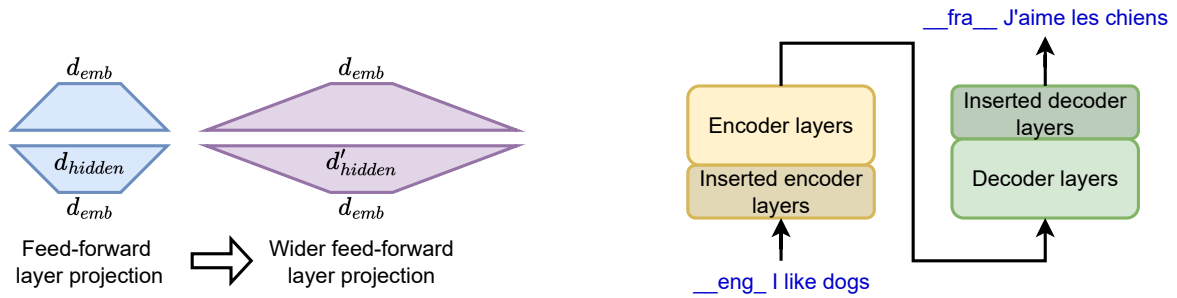 d_emb
d_hidden
d_emb
Feed-forward
layer projection
d_emb
d'_hidden
d_emb
Wider feed-forward
layer projection
__fra__ J'aime les chiens
Encoder layers
Inserted encoder
layers
__eng_ I like dogs
Inserted decoder
layers
Decoder layers